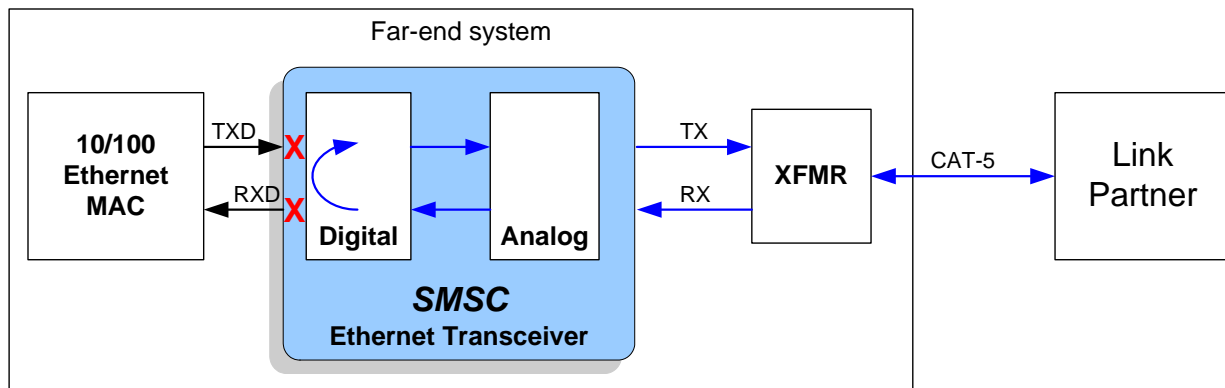 Far-end system
10/100
Ethernet
MAC
TXD
RXD
X
X
Digital
Analog
SMSC
Ethernet Transceiver
TX
RX
XFMR
CAT-5
Link
Partner